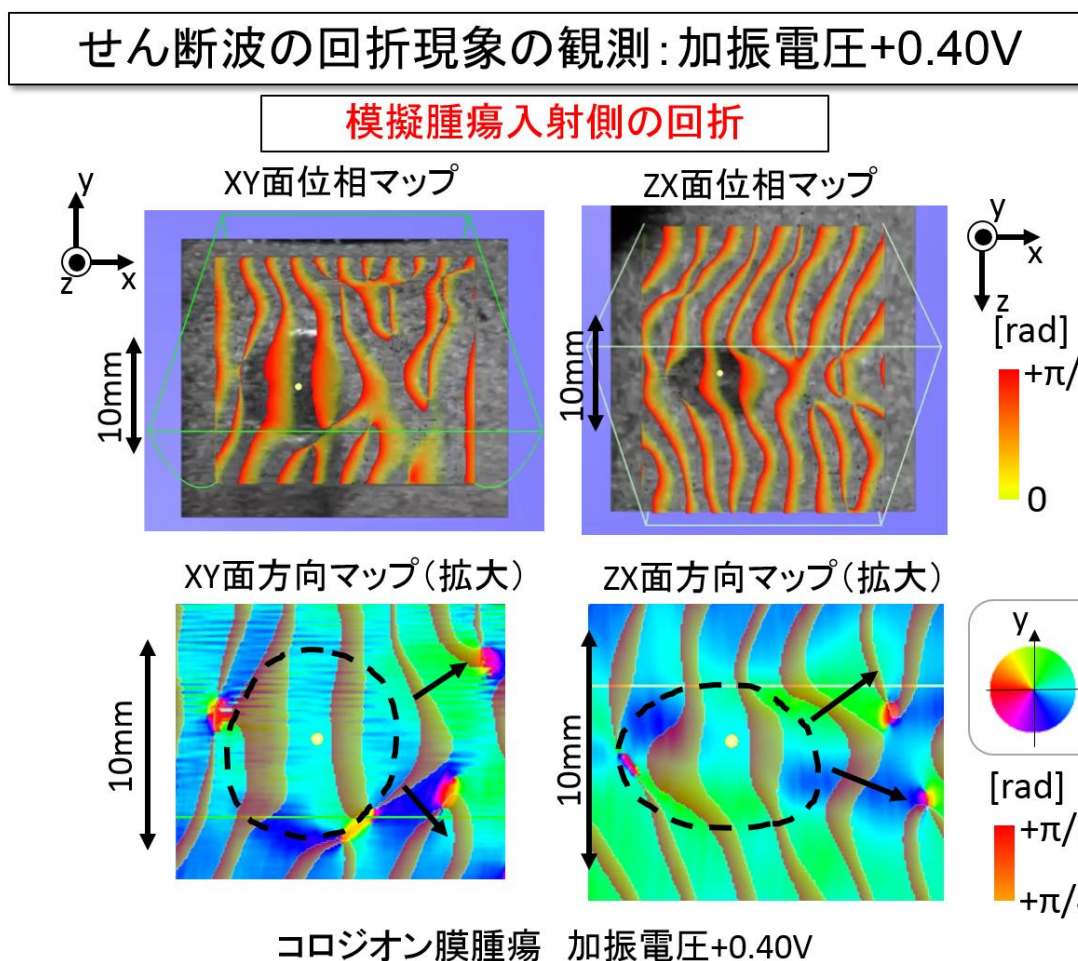 せん断波の回折現象の観測:加振電圧+0.40V
模擬腫瘍入射側の回折
XY面位相マップ
ZX面位相マップ
y
z
x
y
x
z
10mm
10mm
[rad]
+π/
0
XY面方向マップ(拡大)
ZX面方向マップ(拡大)
10mm
10mm
y
[rad]
+π/
+π/
コロジオン膜腫瘍 加振電圧+0.40V